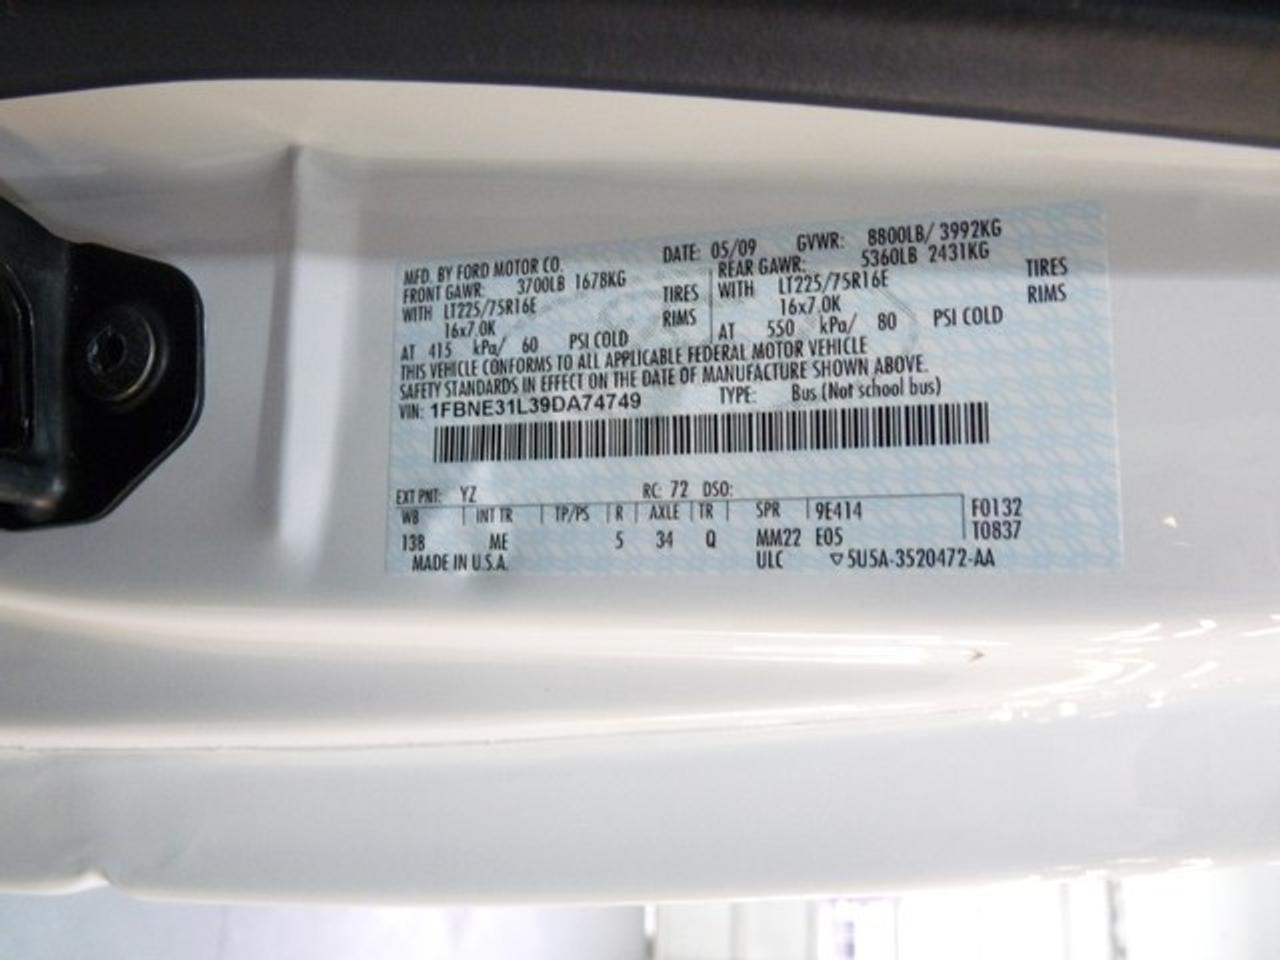 MFD. BY FORD MOTOR CO. DATE: 05/09 GVWR: 8800LB/ 3992KG
FRONT GAWR: 3700LB 1678KG REAR GAWR: 5360LB 2431KG
WITH LT225/75R16E TIRES WITH LT225/75R16E TIRES
16x7.0K RIMS 16x7.0K RIMS
AT 415 kPa/ 60 PSI COLD AT 550 kPa/ 80 PSI COLD
THIS VEHICLE CONFORMS TO ALL APPLICABLE FEDERAL MOTOR VEHICLE
SAFETY STANDARDS IN EFFECT ON THE DATE OF MANUFACTURE SHOWN ABOVE.
VIN: 1FBNE31L39DA74749 TYPE: Bus (Not school bus)
EXT PNT: YZ RC: 72 DSO:
WB INT TR TP/PS R AXLE TR SPR 9E414 F0132
138 ME 5 34 Q MM22 E05 T0837
MADE IN U.S.A. ULC ▽5U5A-3520472-AA